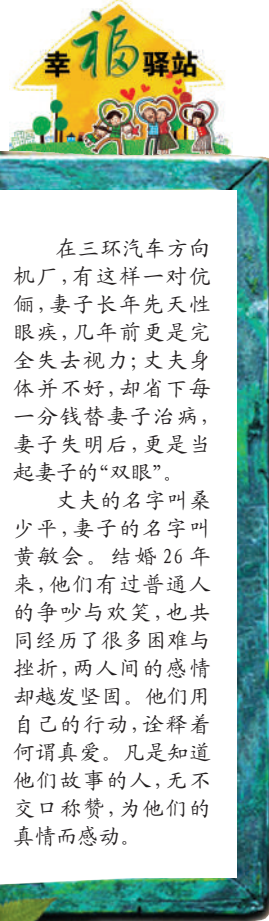 幸福驿站
在三环汽车方向
机厂,有这样一对伉
俪,妻子长年先天性
眼疾,几年前更是完
全失去视力;丈夫身
体并不好,却省下每
一分钱替妻子治病,
妻子失明后,更是当
起妻子的“双眼”。
丈夫的名字叫桑
少平,妻子的名字叫
黄敏会。结婚26年
来,他们有过普通人
的争吵与欢笑,也共
同经历了很多困难与
挫折,两人间的感情
却越发坚固。他们用
自己的行动,诠释着
何谓真爱。凡是知道
他们故事的人,无不
交口称赞,为他们的
真情而感动。